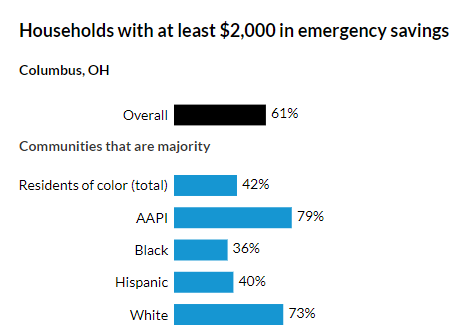 Households with at least $2,000 in emergency savings
Columbus, OH
Overall 61%
Communities that are majority
Residents of color (total) 42%
AAPI 79%
Black 36%
Hispanic 40%
White 73%